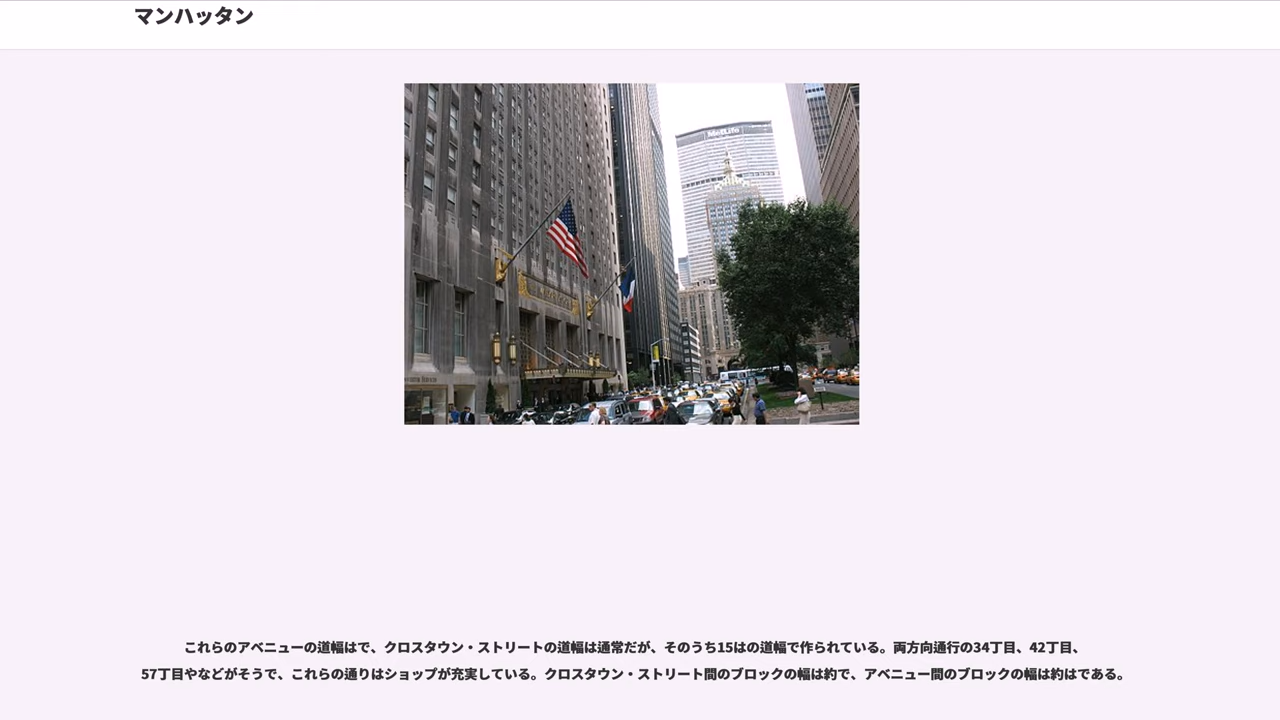 マンハッタン
MetLife
これらのアベニューの道幅はで、クロスタウン・ストリートの道幅は通常だが、そのうち15はの道幅で作られている。両方向通行の34丁目、42丁目、
57丁目やなどがそうで、これらの通りはショップが充実している。クロスタウン・ストリート間のブロックの幅は約で、アベニュー間のブロックの幅は約はである。